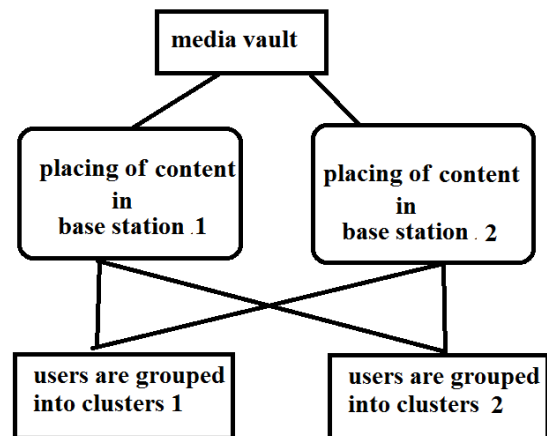 media vault
placing of content
in
base station .1
placing of content
in
base station . 2
users are grouped
into clusters 1
users are grouped
into clusters 2